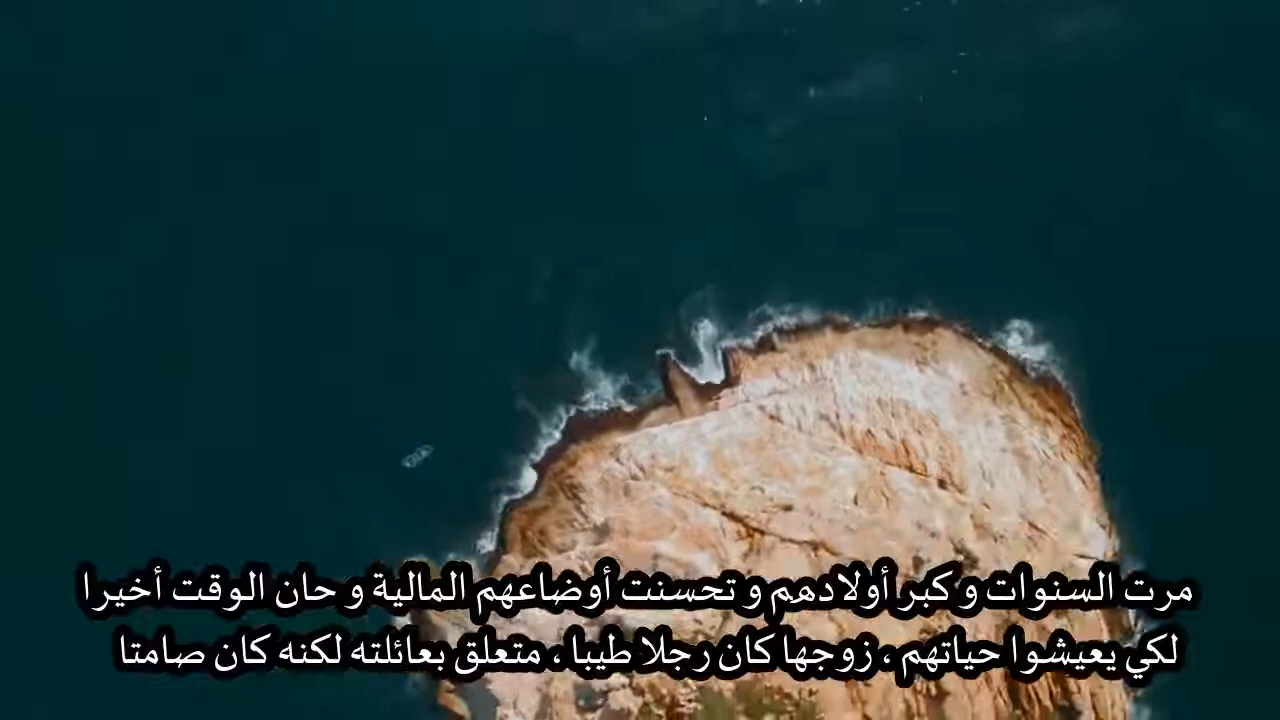 مرت السنوات و كبر أولادهم و تحسنت أوضاعهم المالية و حان الوقت أخيرا
لكي يعيشوا حياتهم ، زوجها كان رجلا طيبا ، متعلق بعائلته لكنه كان صامتا